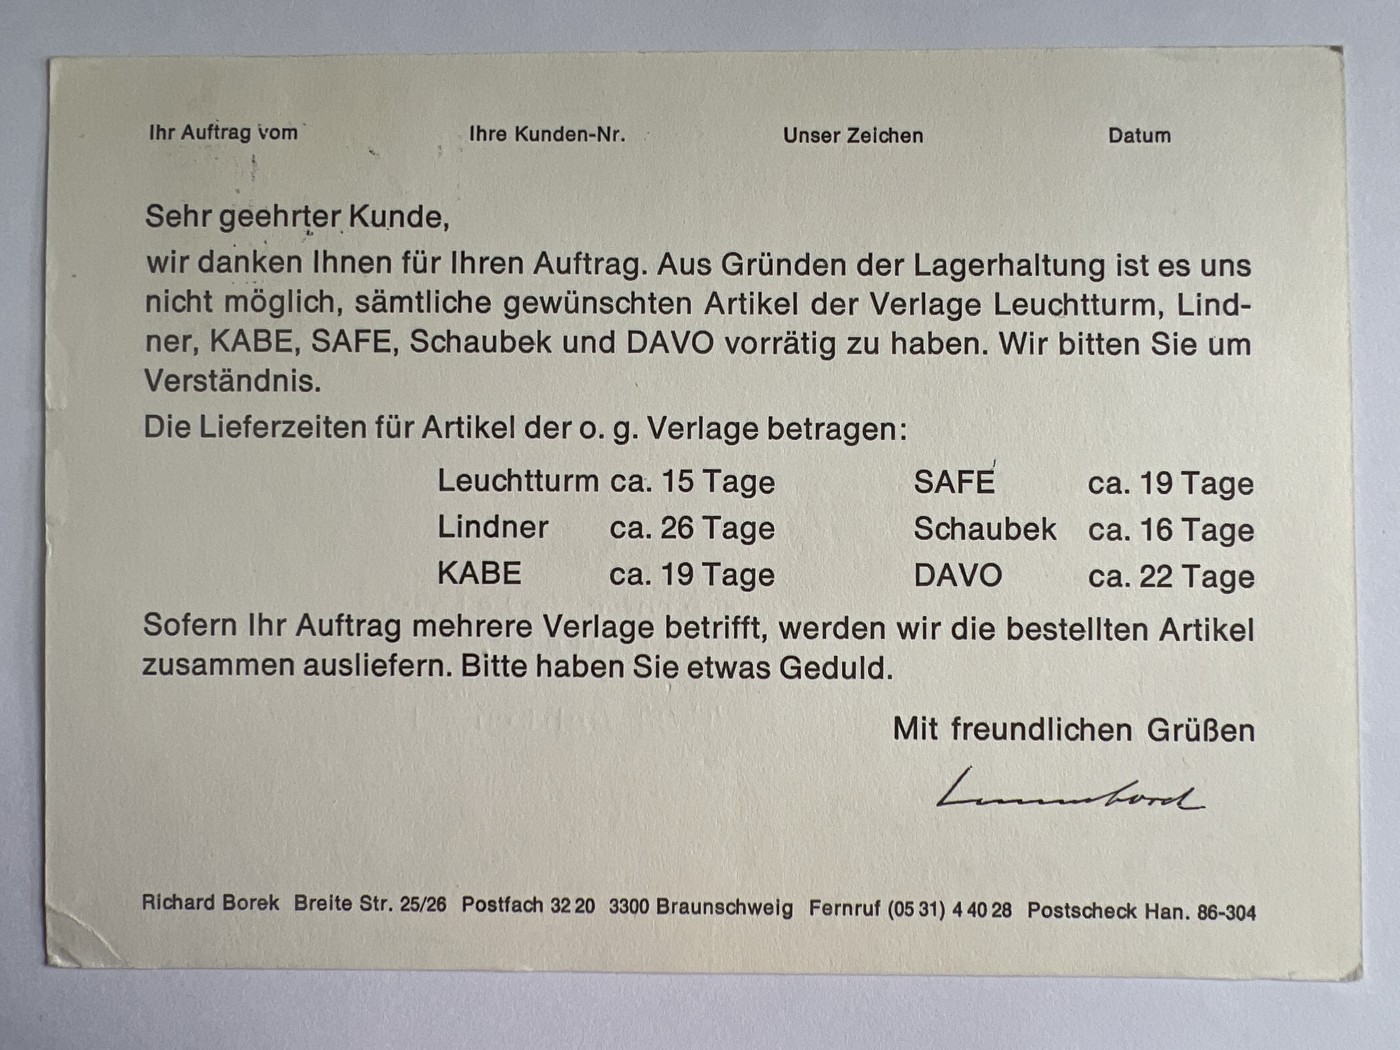 Ihr Auftrag vom Ihre Kunden-Nr. Unser Zeichen Datum
Sehr geehrter Kunde,
wir danken Ihnen für Ihren Auftrag. Aus Gründen der Lagerhaltung ist es uns
nicht möglich, sämtliche gewünschten Artikel der Verlage Leuchtturm, Lind-
ner, KABE, SAFE, Schaubek und DAVO vorrätig zu haben. Wir bitten Sie um
Verständnis.
Die Lieferzeiten für Artikel der o. g. Verlage betragen:
Leuchtturm ca. 15 Tage SAFE ca. 19 Tage
Lindner ca. 26 Tage Schaubek ca. 16 Tage
KABE ca. 19 Tage DAVO ca. 22 Tage
Sofern Ihr Auftrag mehrere Verlage betrifft, werden wir die bestellten Artikel
zusammen ausliefern. Bitte haben Sie etwas Geduld.
Mit freundlichen Grüßen
Richard Borek Breite Str. 25/26 Postfach 32 20 3300 Braunschweig Fernruf (05 31) 4 40 28 Postscheck Han. 86-304